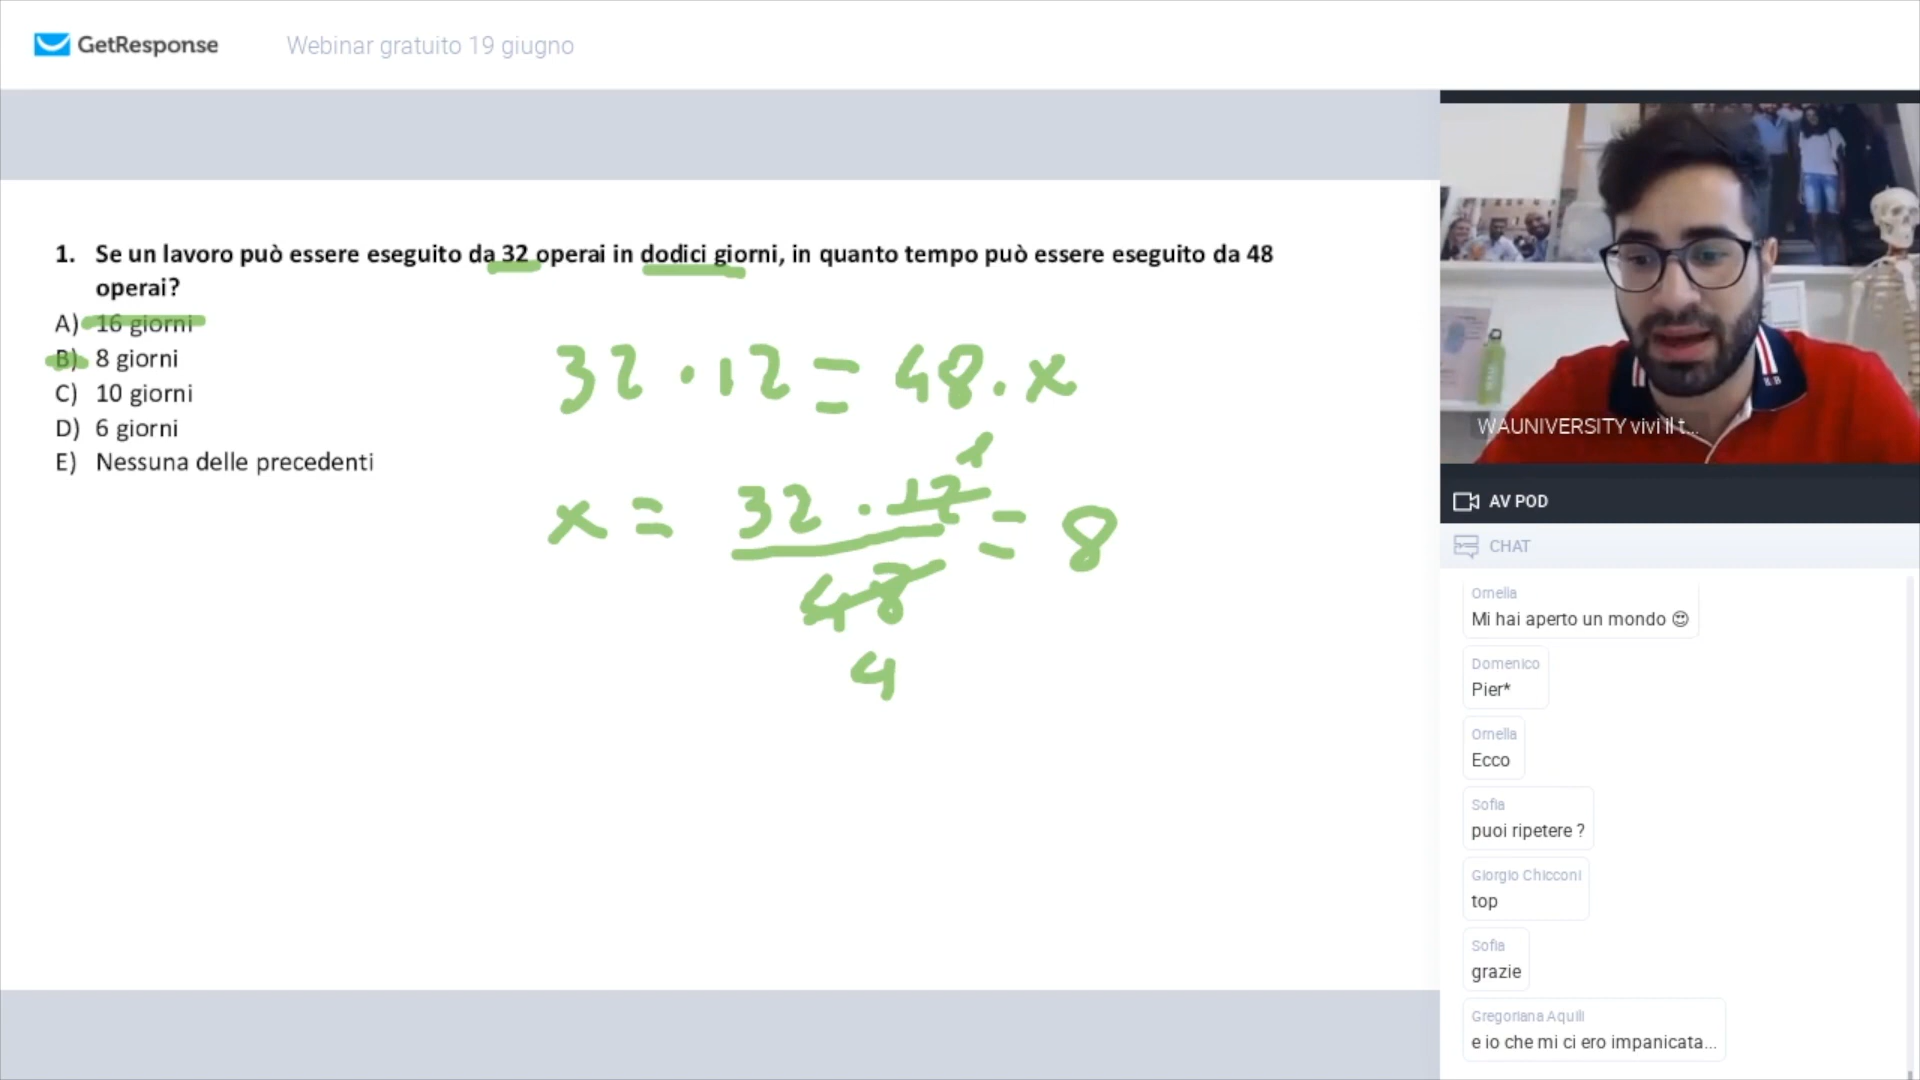 GetResponse
Webinar gratuito 19 giugno
1. Se un lavoro può essere eseguito da 32 operai in dodici giorni, in quanto tempo può essere eseguito da 48
operai?
A) 16 giorni
B) 8 giorni
C) 10 giorni
D) 6 giorni
E) Nessuna delle precedenti
32 · 12 = 48 · x
1
x = 32 · 12 = 8
48
4
RB
WAUNIVERSITY vivi il t...
AV POD
CHAT
Ornella
Mi hai aperto un mondo 😍
Domenico
Pier*
Ornella
Ecco
Sofia
puoi ripetere ?
Giorgio Chicconi
top
Sofia
grazie
Gregoriana Aquili
e io che mi ci ero impanicata...